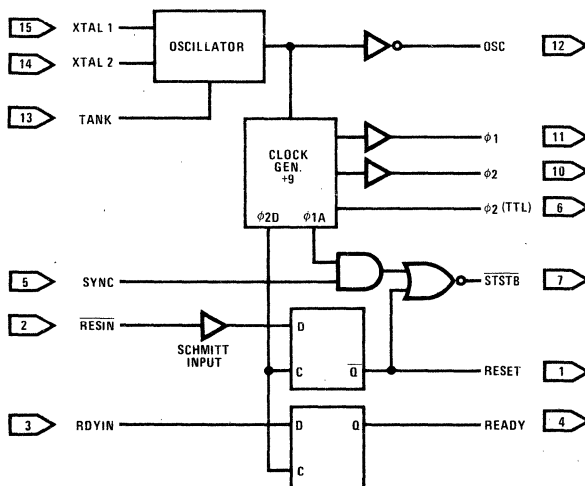 15 XTAL 1 OSCILLATOR OSC 12
14 XTAL 2
13 TANK
CLOCK
GEN.
÷9
ϕ1 11
ϕ2 10
ϕ2 (TTL) 6
ϕ2D ϕ1A
5 SYNC STSTB 7
2 RESIN D
SCHMITT
INPUT
C Q RESET 1
3 RDYIN D Q READY 4
C